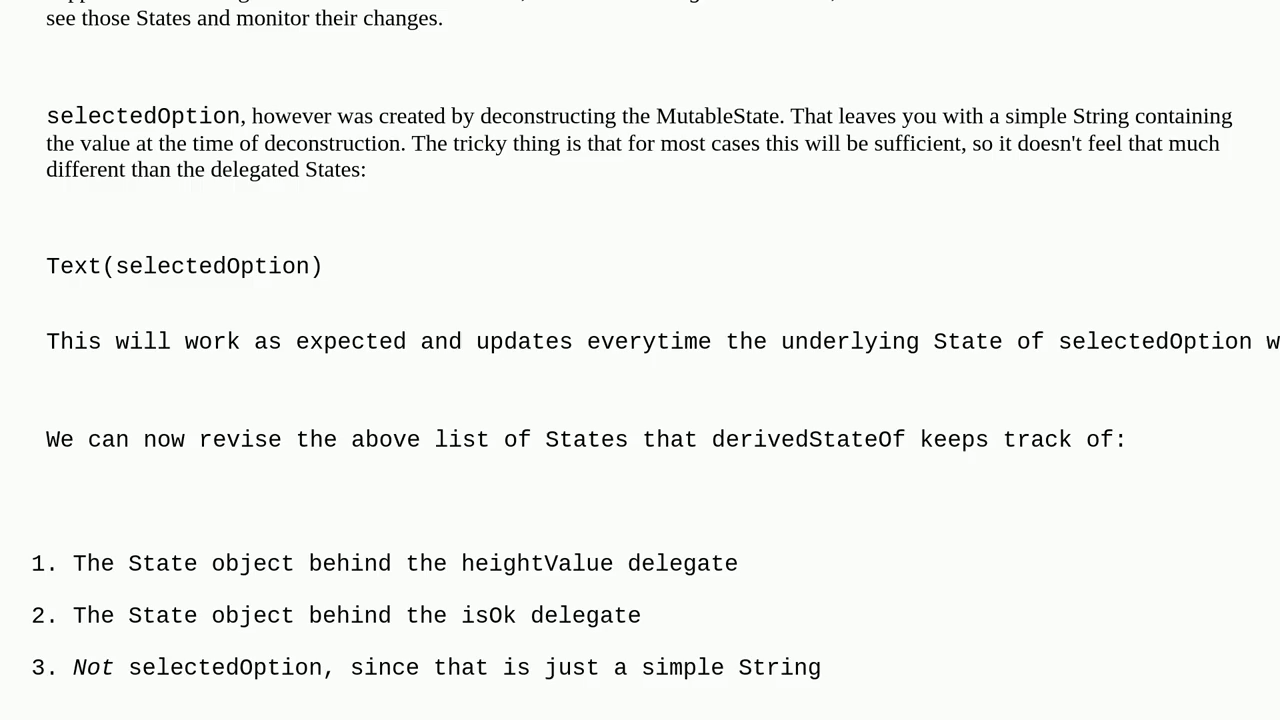 see those States and monitor their changes.
selectedOption, however was created by deconstructing the MutableState. That leaves you with a simple String containing
the value at the time of deconstruction. The tricky thing is that for most cases this will be sufficient, so it doesn't feel that much
different than the delegated States:
Text(selectedOption)
This will work as expected and updates everytime the underlying State of selectedOption
We can now revise the above list of States that derivedStateOf keeps track of:
1. The State object behind the heightValue delegate
2. The State object behind the isOk delegate
3. Not selectedOption, since that is just a simple String